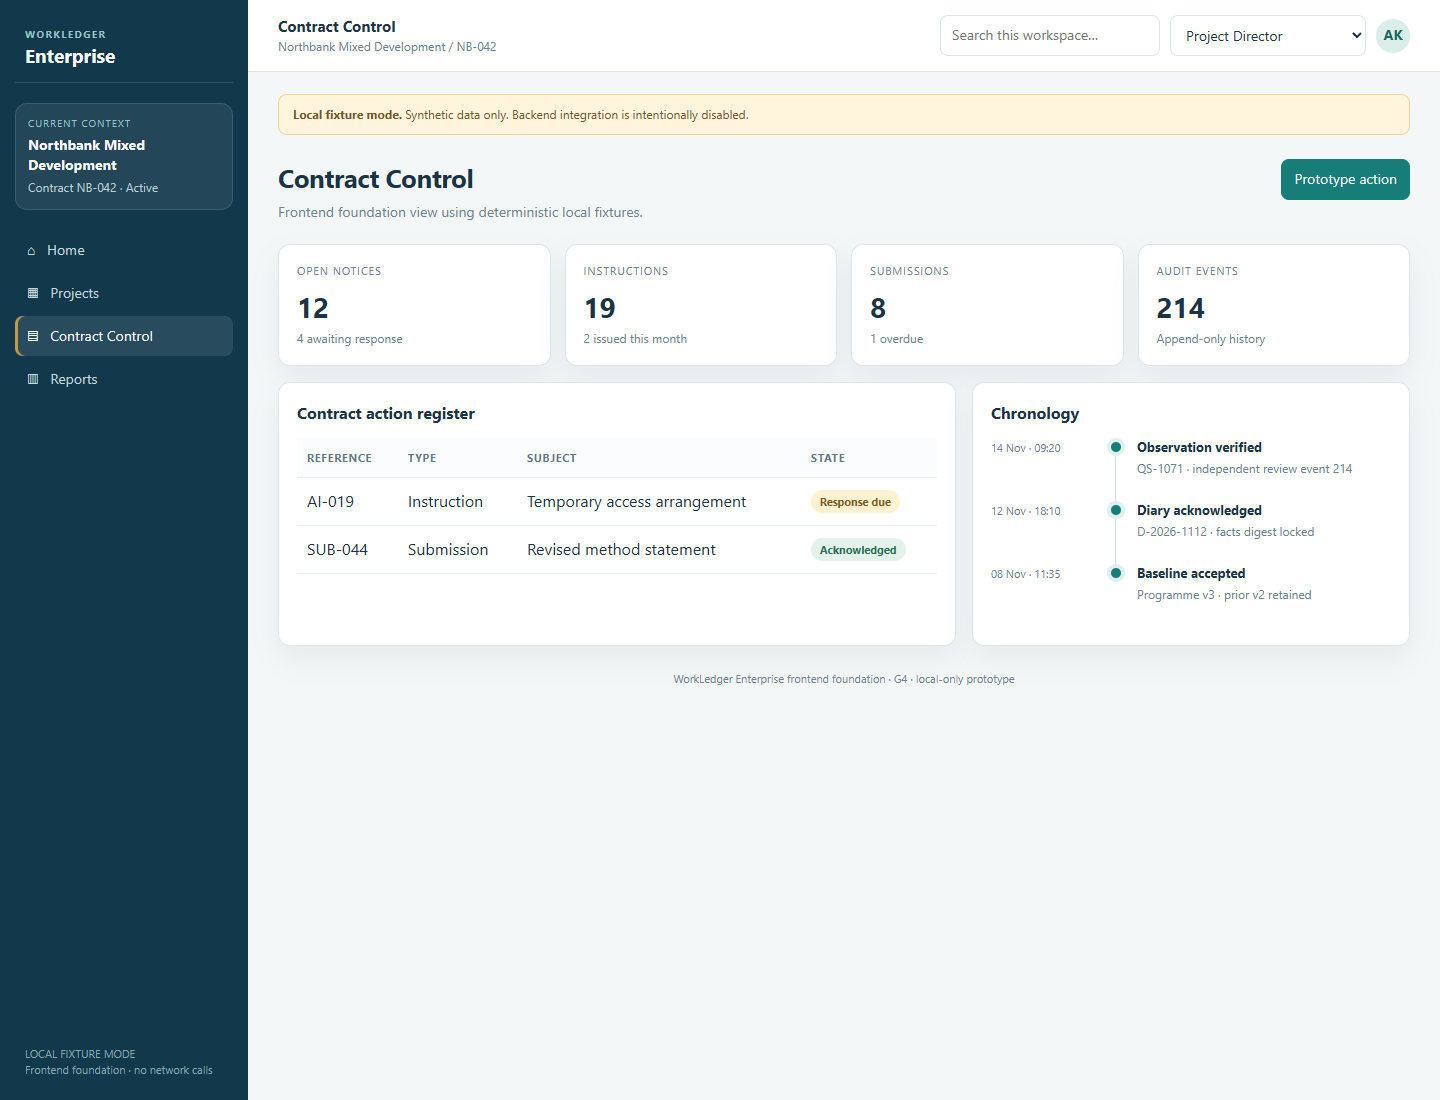 WORKLEDGER
Enterprise
CURRENT CONTEXT
Northbank Mixed
Development
Contract NB-042 · Active
Home
Projects
Contract Control
Reports
LOCAL FIXTURE MODE
Frontend foundation · no network calls
Contract Control
Northbank Mixed Development / NB-042
Search this workspace...
Project Director
AK
Local fixture mode. Synthetic data only. Backend integration is intentionally disabled.
Contract Control
Frontend foundation view using deterministic local fixtures.
Prototype action
OPEN NOTICES
12
4 awaiting response
INSTRUCTIONS
19
2 issued this month
SUBMISSIONS
8
1 overdue
AUDIT EVENTS
214
Append-only history
Contract action register
REFERENCE TYPE SUBJECT STATE
AI-019 Instruction Temporary access arrangement Response due
SUB-044 Submission Revised method statement Acknowledged
Chronology
14 Nov · 09:20 Observation verified
QS-1071 · independent review event 214
12 Nov · 18:10 Diary acknowledged
D-2026-1112 · facts digest locked
08 Nov · 11:35 Baseline accepted
Programme v3 · prior v2 retained
WorkLedger Enterprise frontend foundation · G4 · local-only prototype